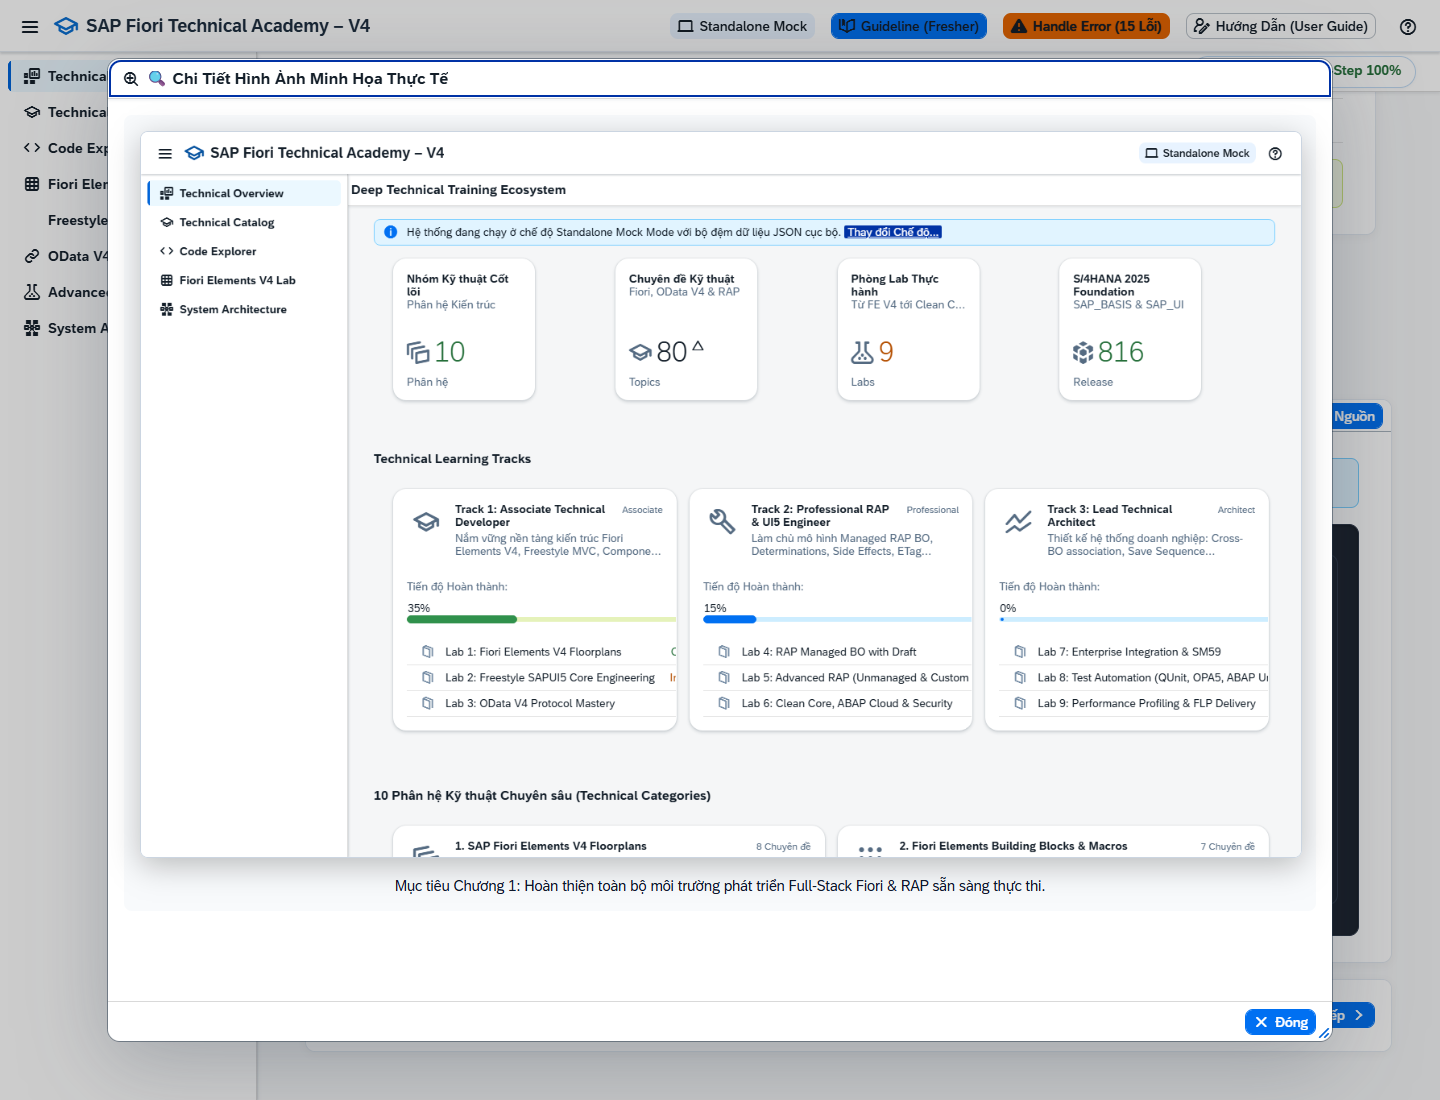 SAP Fiori Technical Academy – V4
Standalone Mock
Guideline (Fresher)
Handle Error (15 Lỗi)
Hướng Dẫn (User Guide)
Step 100%
Chi Tiết Hình Ảnh Minh Họa Thực Tế
SAP Fiori Technical Academy – V4
Standalone Mock
Technical Overview
Technical Catalog
Code Explorer
Fiori Elements V4 Lab
System Architecture
Deep Technical Training Ecosystem
Hệ thống đang chạy ở chế độ Standalone Mock Mode với bộ đệm dữ liệu JSON cục bộ. Thay đổi Chế độ...
Nhóm Kỹ thuật Cốt
lõi
Phân hệ Kiến trúc
10
Phân hệ
Chuyên đề Kỹ thuật
Fiori, OData V4 & RAP
80
Topics
Phòng Lab Thực
hành
Từ FE V4 tới Clean C...
9
Labs
S/4HANA 2025
Foundation
SAP_BASIS & SAP_UI
816
Release
Technical Learning Tracks
Track 1: Associate Technical
Developer
Associate
Nắm vững nền tảng kiến trúc Fiori
Elements V4, Freestyle MVC, Compone...
Tiến độ Hoàn thành:
35%
Lab 1: Fiori Elements V4 Floorplans
Lab 2: Freestyle SAPUI5 Core Engineering
Lab 3: OData V4 Protocol Mastery
Track 2: Professional RAP
& UI5 Engineer
Professional
Làm chủ mô hình Managed RAP BO,
Determinations, Side Effects, ETag...
Tiến độ Hoàn thành:
15%
Lab 4: RAP Managed BO with Draft
Lab 5: Advanced RAP (Unmanaged & Custom
Lab 6: Clean Core, ABAP Cloud & Security
Track 3: Lead Technical
Architect
Architect
Thiết kế hệ thống doanh nghiệp: Cross-
BO association, Save Sequence...
Tiến độ Hoàn thành:
0%
Lab 7: Enterprise Integration & SM59
Lab 8: Test Automation (QUnit, OPA5, ABAP
Lab 9: Performance Profiling & FLP Delivery
10 Phân hệ Kỹ thuật Chuyên sâu (Technical Categories)
1. SAP Fiori Elements V4 Floorplans
8 Chuyên đề
2. Fiori Elements Building Blocks & Macros
7 Chuyên đề
Mục tiêu Chương 1: Hoàn thiện toàn bộ môi trường phát triển Full-Stack Fiori & RAP sẵn sàng thực thi.
Đóng
Technica
Technica
Code Exp
Fiori Elem
Freestyle
OData V4
Advanced
System A
Nguồn